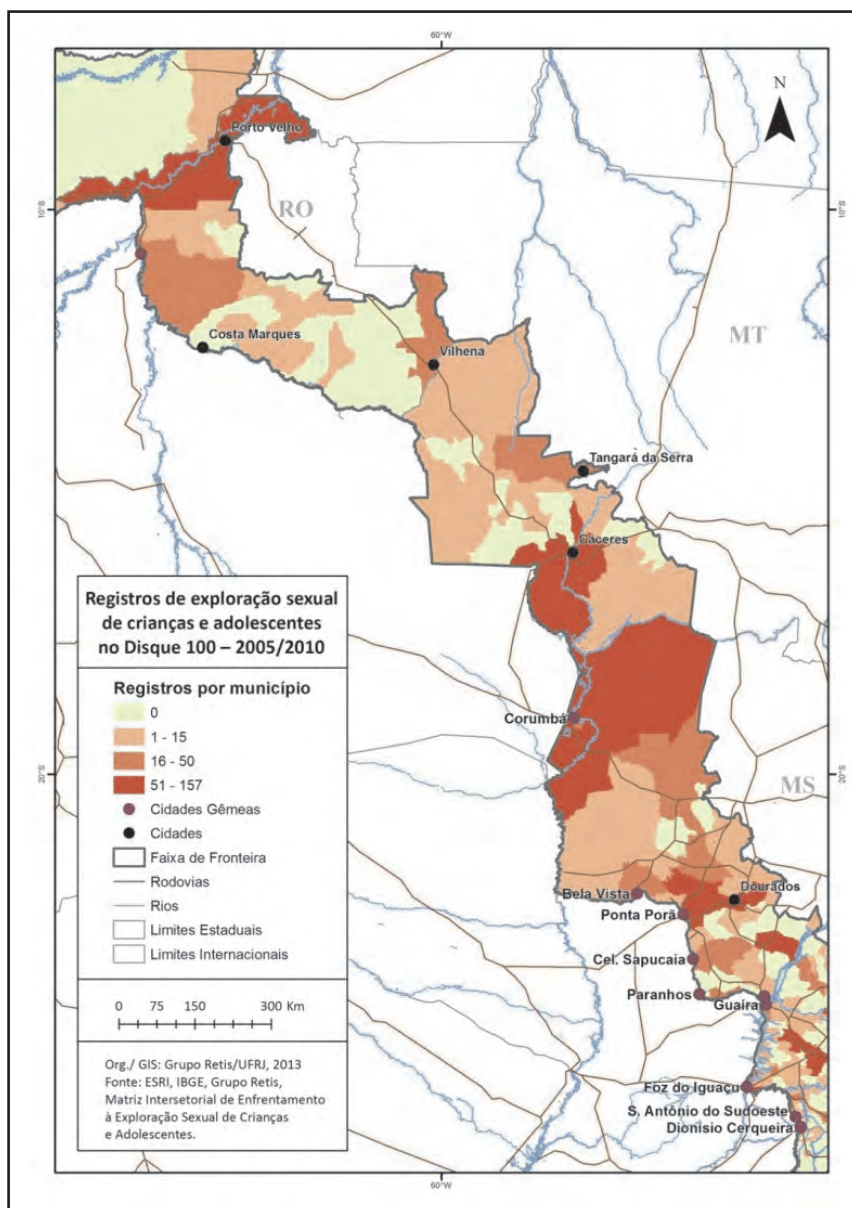 60°W
N
Porto Velho
RO
10°S
10°S
Costa Marques
Vilhena
MT
Tangará da Serra
Cáceres
Registros de exploração sexual
de crianças e adolescentes
no Disque 100 – 2005/2010
Registros por município
0
1 - 15
16 - 50
51 - 157
Cidades Gêmeas
Cidades
Faixa de Fronteira
Rodovias
Rios
Limites Estaduais
Limites Internacionais
0 75 150 300 Km
Org./ GIS: Grupo Retis/UFRJ, 2013
Fonte: ESRI, IBGE, Grupo Retis,
Matriz Intersetorial de Enfrentamento
à Exploração Sexual de Crianças
e Adolescentes.
Corumbá
20°S
20°S
MS
Bela Vista
Dourados
Ponta Porã
Cel. Sapucaia
Paranhos
Guaíra
Foz do Iguaçu
S. Antônio do Sudoeste
Dionísio Cerqueira
60°W